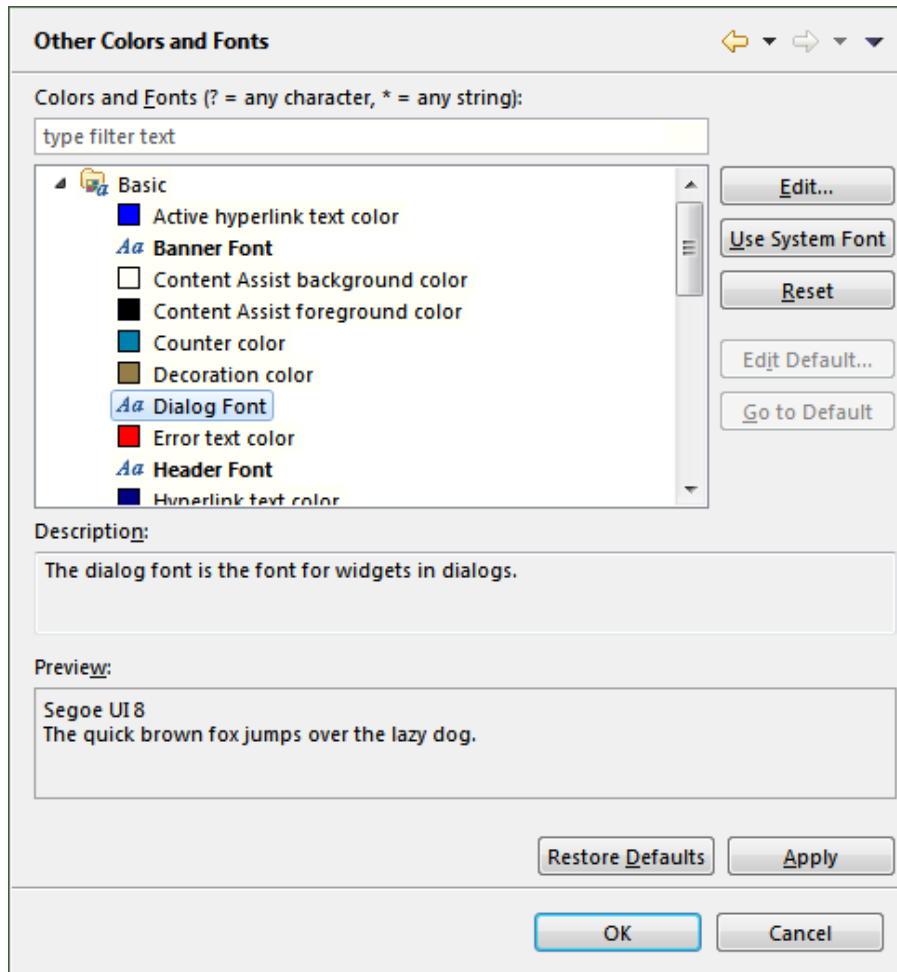 Other Colors and Fonts
Colors and Fonts (? = any character, * = any string):
type filter text
Basic
Active hyperlink text color
Aa Banner Font
Content Assist background color
Content Assist foreground color
Counter color
Decoration color
Aa Dialog Font
Error text color
Aa Header Font
Hyperlink text color
Edit...
Use System Font
Reset
Edit Default...
Go to Default
Description:
The dialog font is the font for widgets in dialogs.
Preview:
Segoe UI 8
The quick brown fox jumps over the lazy dog.
Restore Defaults
Apply
OK
Cancel